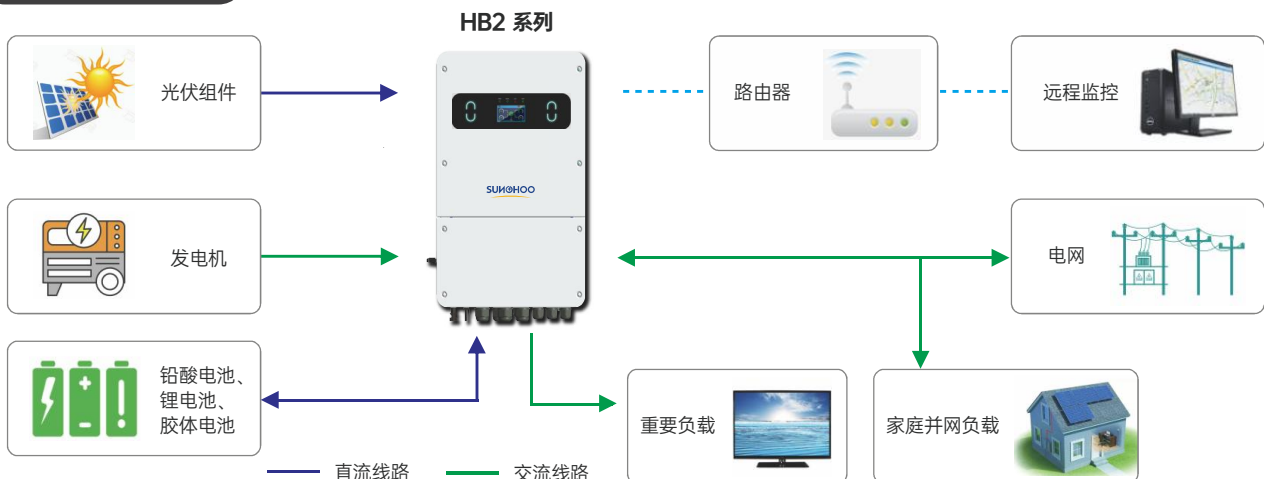 HB2 系列
光伏组件
路由器
远程监控
SUNOHOO
发电机
电网
铅酸电池、
锂电池、
胶体电池
重要负载
家庭并网负载
直流线路
交流线路